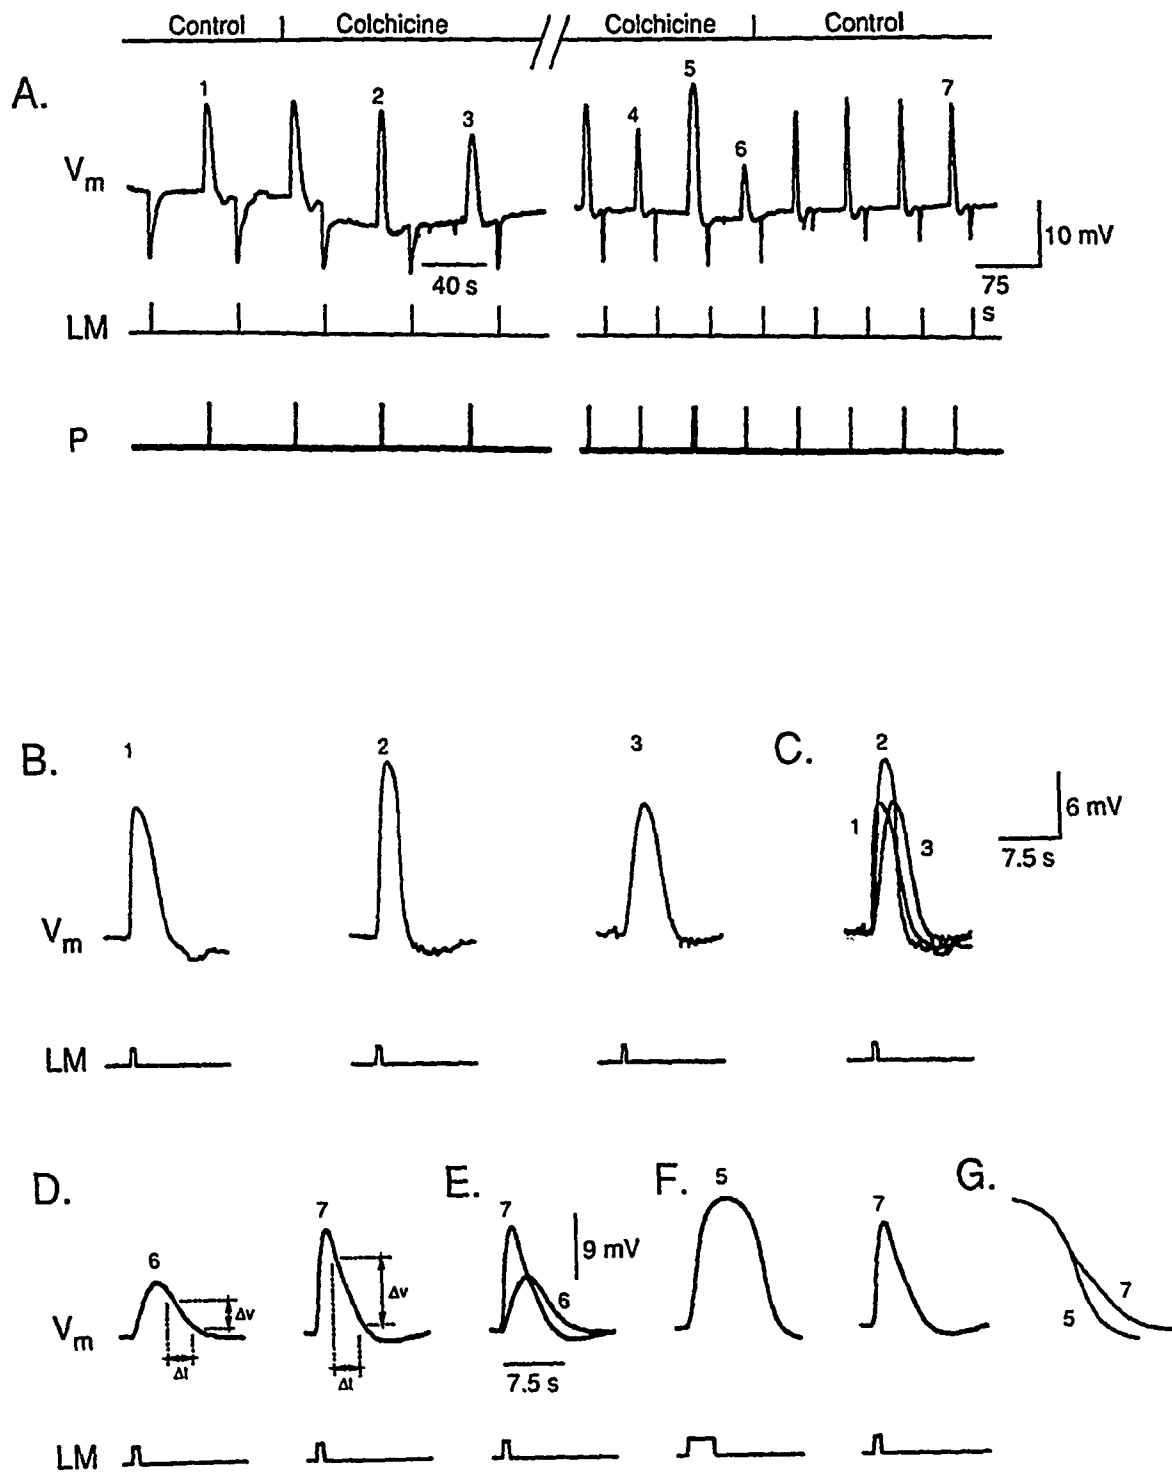 Control | Colchicine // Colchicine | Control
A.
1 2 3 4 5 6 7
Vm
10 mV
40 s
75 s
LM
P
B.
1 2 3
C.
2
1
3
6 mV
7.5 s
Vm
LM
D.
6
Δv
Δt
7
Δv
Δt
E.
7
6
9 mV
7.5 s
F.
5
7
G.
7
5
Vm
LM